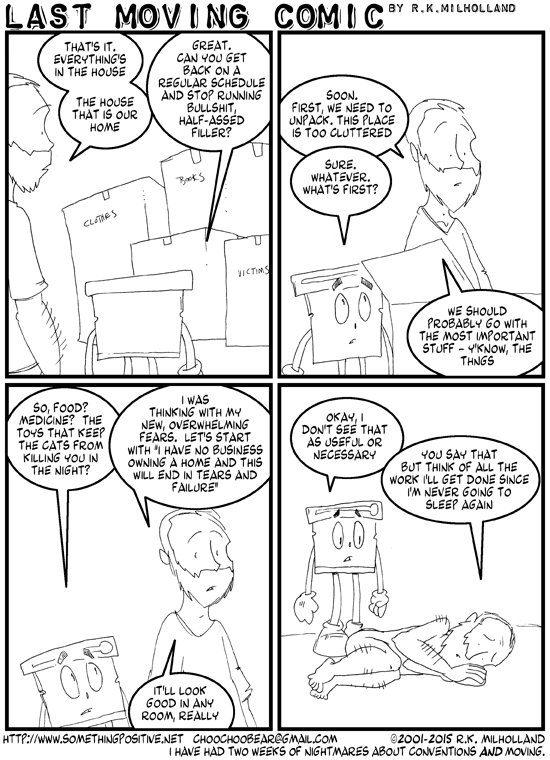 LAST MOVING COMIC BY R.K.MILHOLLAND
THAT'S IT.
EVERYTHING'S
IN THE HOUSE
THE HOUSE
THAT IS OUR
HOME
GREAT.
CAN YOU GET
BACK ON A
REGULAR SCHEDULE
AND STOP RUNNING
BULLSHIT,
HALF-ASSED
FILLER?
BOOKS
CLOTHES
VICTIMS
SOON.
FIRST, WE NEED TO
UNPACK. THIS PLACE
IS TOO CLUTTERED
SURE.
WHATEVER.
WHAT'S FIRST?
WE SHOULD
PROBABLY GO WITH
THE MOST IMPORTANT
STUFF - Y'KNOW, THE
THNGS
SO, FOOD?
MEDICINE? THE
TOYS THAT KEEP
THE CATS FROM
KILLING YOU IN
THE NIGHT?
I WAS
THINKING WITH MY
NEW, OVERWHELMING
FEARS. LET'S START
WITH "I HAVE NO BUSINESS
OWNING A HOME AND THIS
WILL END IN TEARS AND
FAILURE"
IT'LL LOOK
GOOD IN ANY
ROOM, REALLY
OKAY, I
DON'T SEE THAT
AS USEFUL OR
NECESSARY
YOU SAY THAT
BUT THINK OF ALL THE
WORK I'LL GET DONE SINCE
I'M NEVER GOING TO
SLEEP AGAIN
HTTP://WWW.SOMETHINGPOSITIVE.NET CHOOCHOOBEAR@GMAIL.COM ©2001-2015 R.K. MILHOLLAND
I HAVE HAD TWO WEEKS OF NIGHTMARES ABOUT CONVENTIONS AND MOVING.